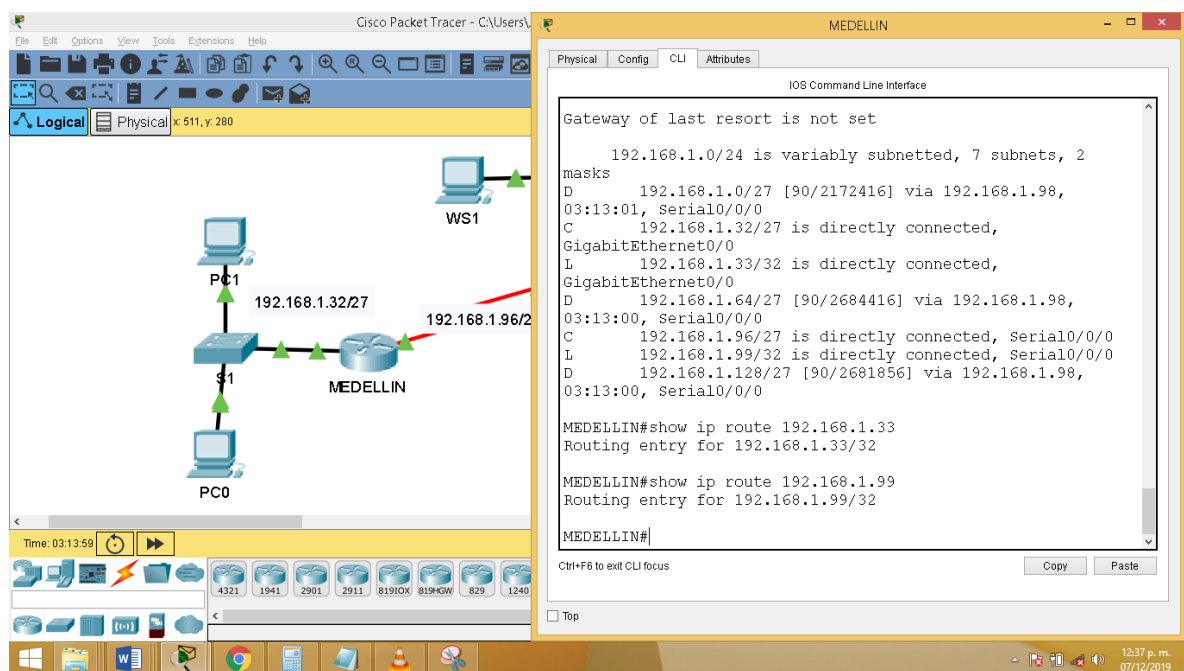 Cisco Packet Tracer - C:\Users\
File Edit Options View Tools Extensions Help
Logical Physical x: 511, y: 280
WS1
PC1
192.168.1.32/27
192.168.1.96/2
S1
MEDELLIN
PC0
Time: 03:13:59
4321 1941 2901 2911 819IOX 819HGW 829 1240
MEDELLIN
Physical Config CLI Attributes
IOS Command Line Interface
Gateway of last resort is not set
192.168.1.0/24 is variably subnetted, 7 subnets, 2
masks
D 192.168.1.0/27 [90/2172416] via 192.168.1.98,
03:13:01, Serial0/0/0
C 192.168.1.32/27 is directly connected,
GigabitEthernet0/0
L 192.168.1.33/32 is directly connected,
GigabitEthernet0/0
D 192.168.1.64/27 [90/2684416] via 192.168.1.98,
03:13:00, Serial0/0/0
C 192.168.1.96/27 is directly connected, Serial0/0/0
L 192.168.1.99/32 is directly connected, Serial0/0/0
D 192.168.1.128/27 [90/2681856] via 192.168.1.98,
03:13:00, Serial0/0/0
MEDELLIN#show ip route 192.168.1.33
Routing entry for 192.168.1.33/32
MEDELLIN#show ip route 192.168.1.99
Routing entry for 192.168.1.99/32
MEDELLIN#
Ctrl+F6 to exit CLI focus
Copy Paste
Top
12:37 p. m.
07/12/2019